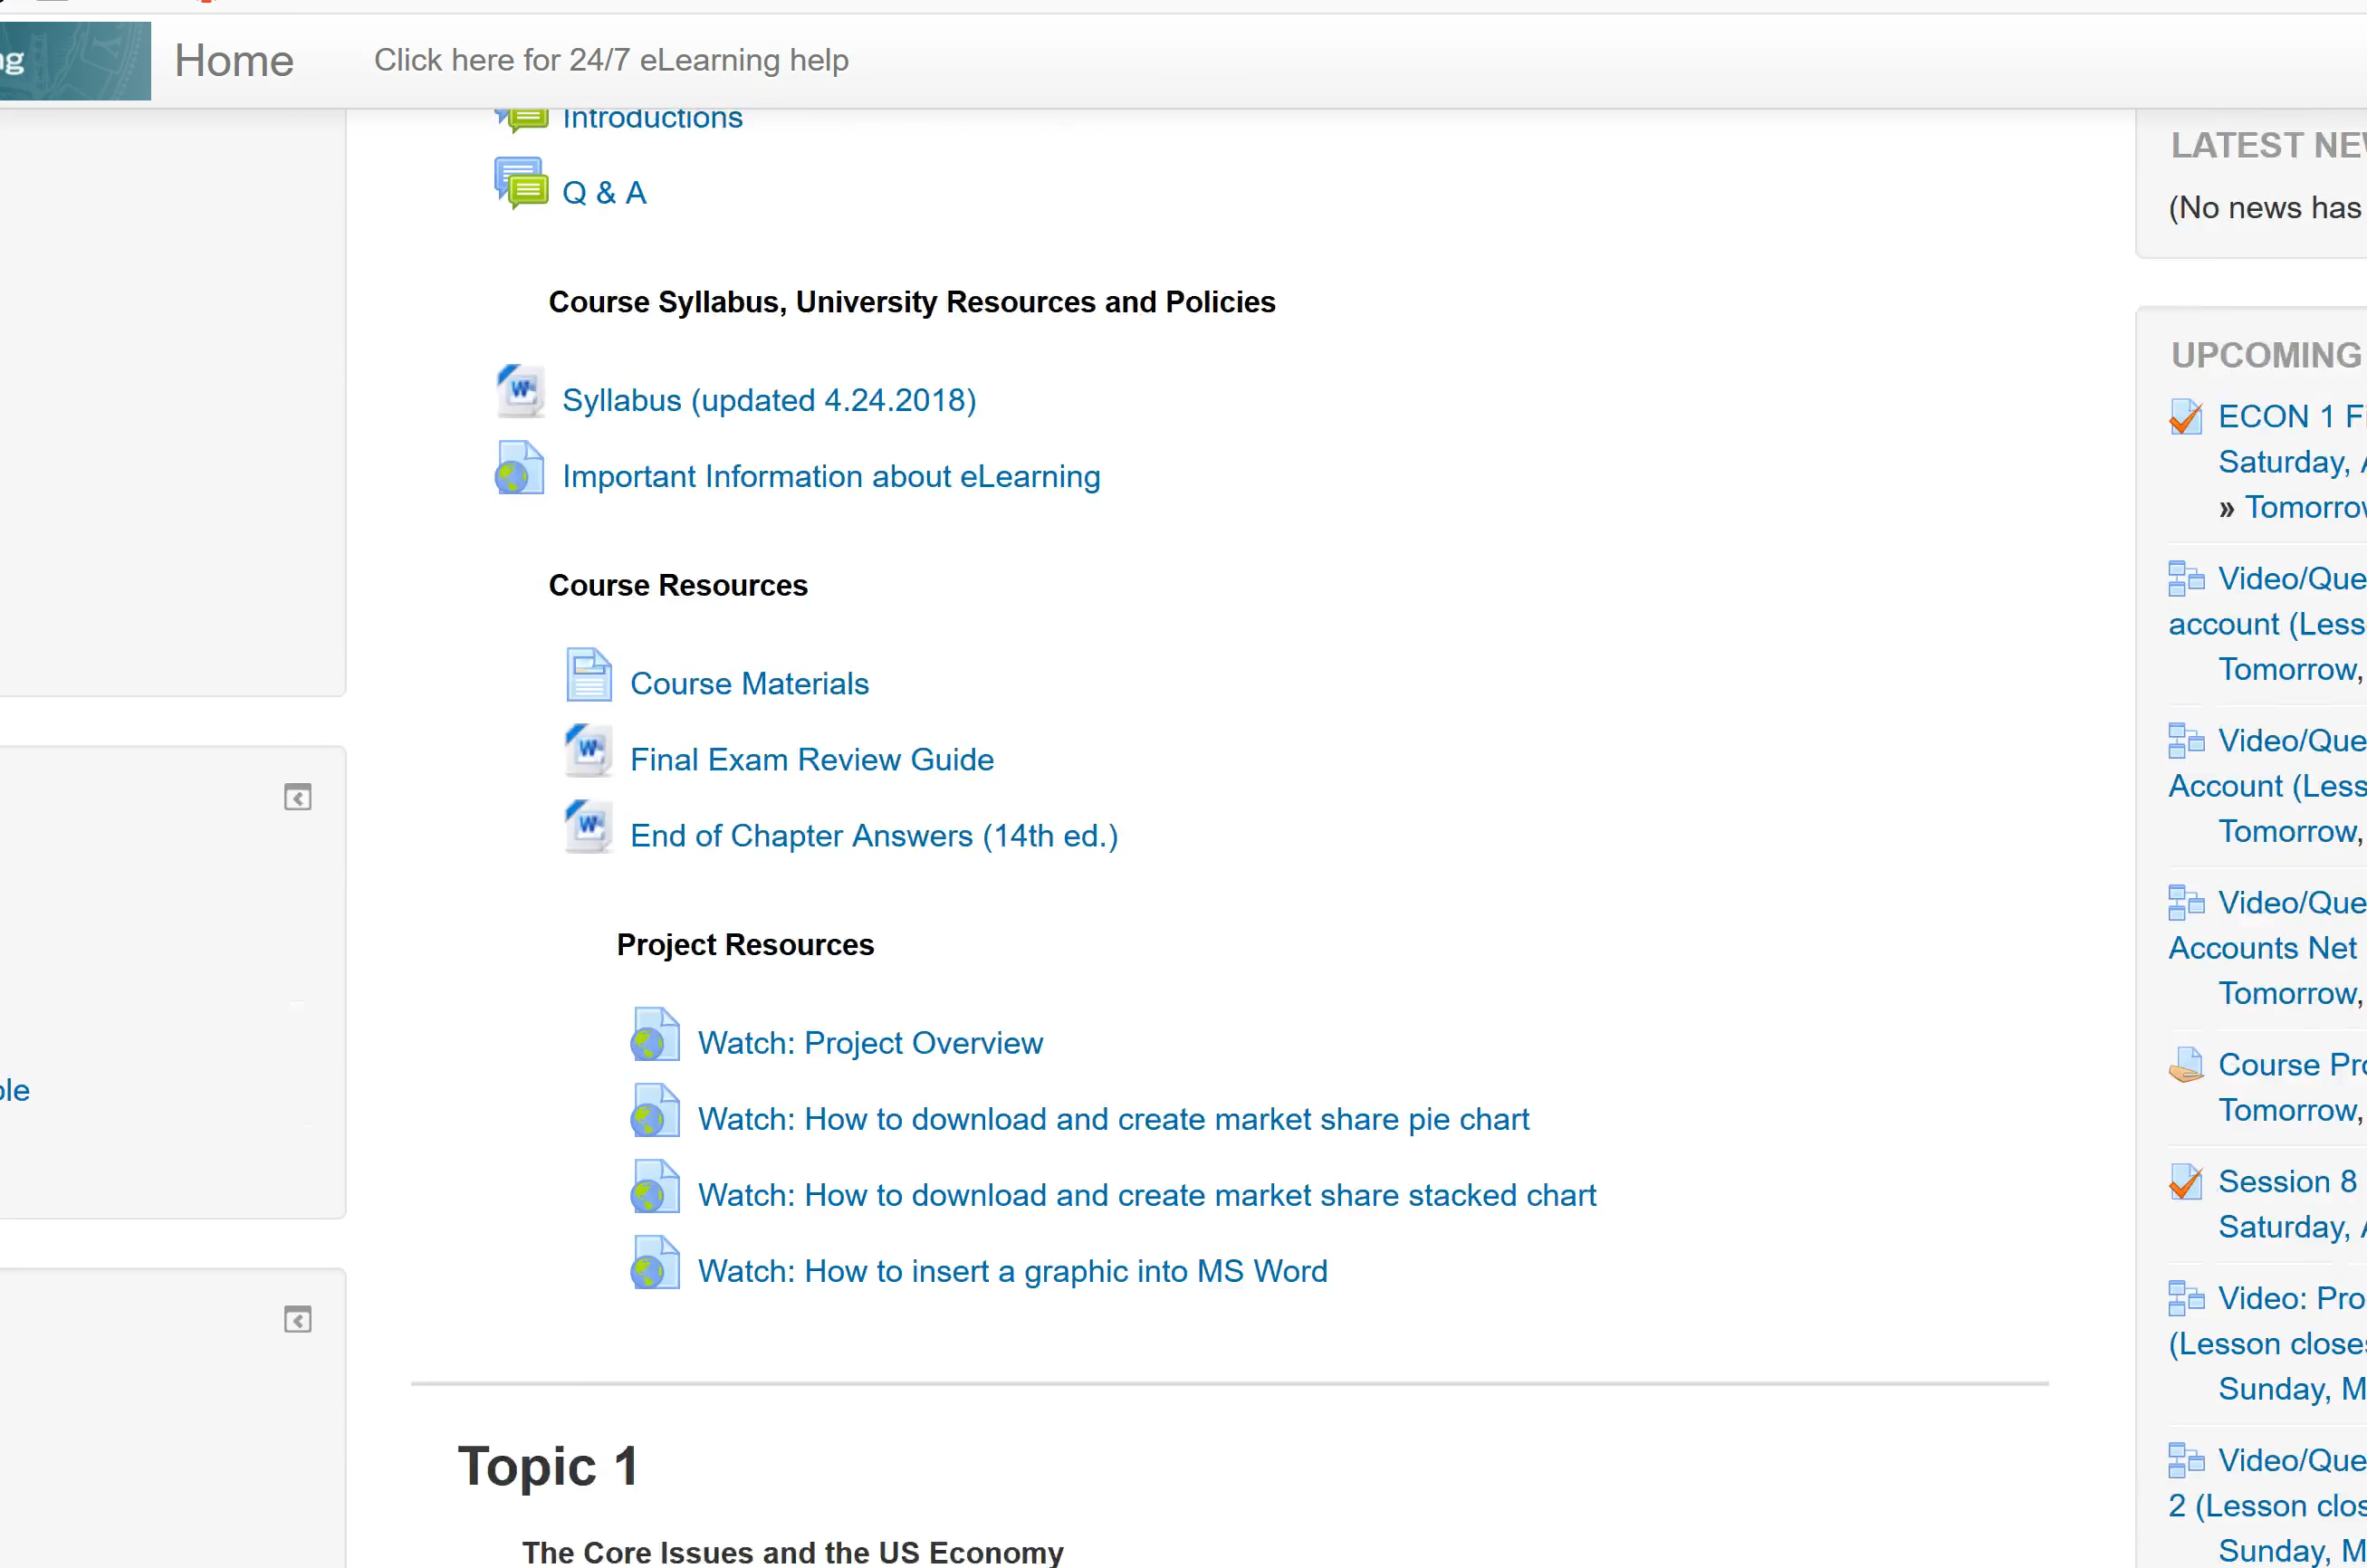 Home
Click here for 24/7 eLearning help
Introductions
Q & A
Course Syllabus, University Resources and Policies
Syllabus (updated 4.24.2018)
Important Information about eLearning
Course Resources
Course Materials
Final Exam Review Guide
End of Chapter Answers (14th ed.)
Project Resources
Watch: Project Overview
Watch: How to download and create market share pie chart
Watch: How to download and create market share stacked chart
Watch: How to insert a graphic into MS Word
Topic 1
The Core Issues and the US Economy
LATEST
(No news has
UPCOMING
ECON 1
Saturday,
» Tomorrow
Video/Que
account (Less
Tomorrow,
Video/Que
Account (Less
Tomorrow,
Video/Que
Accounts Net
Tomorrow,
Course Pro
Tomorrow,
Session 8
Saturday,
Video: Pro
(Lesson closes
Sunday, M
Video/Que
2 (Lesson clos
Sunday, M